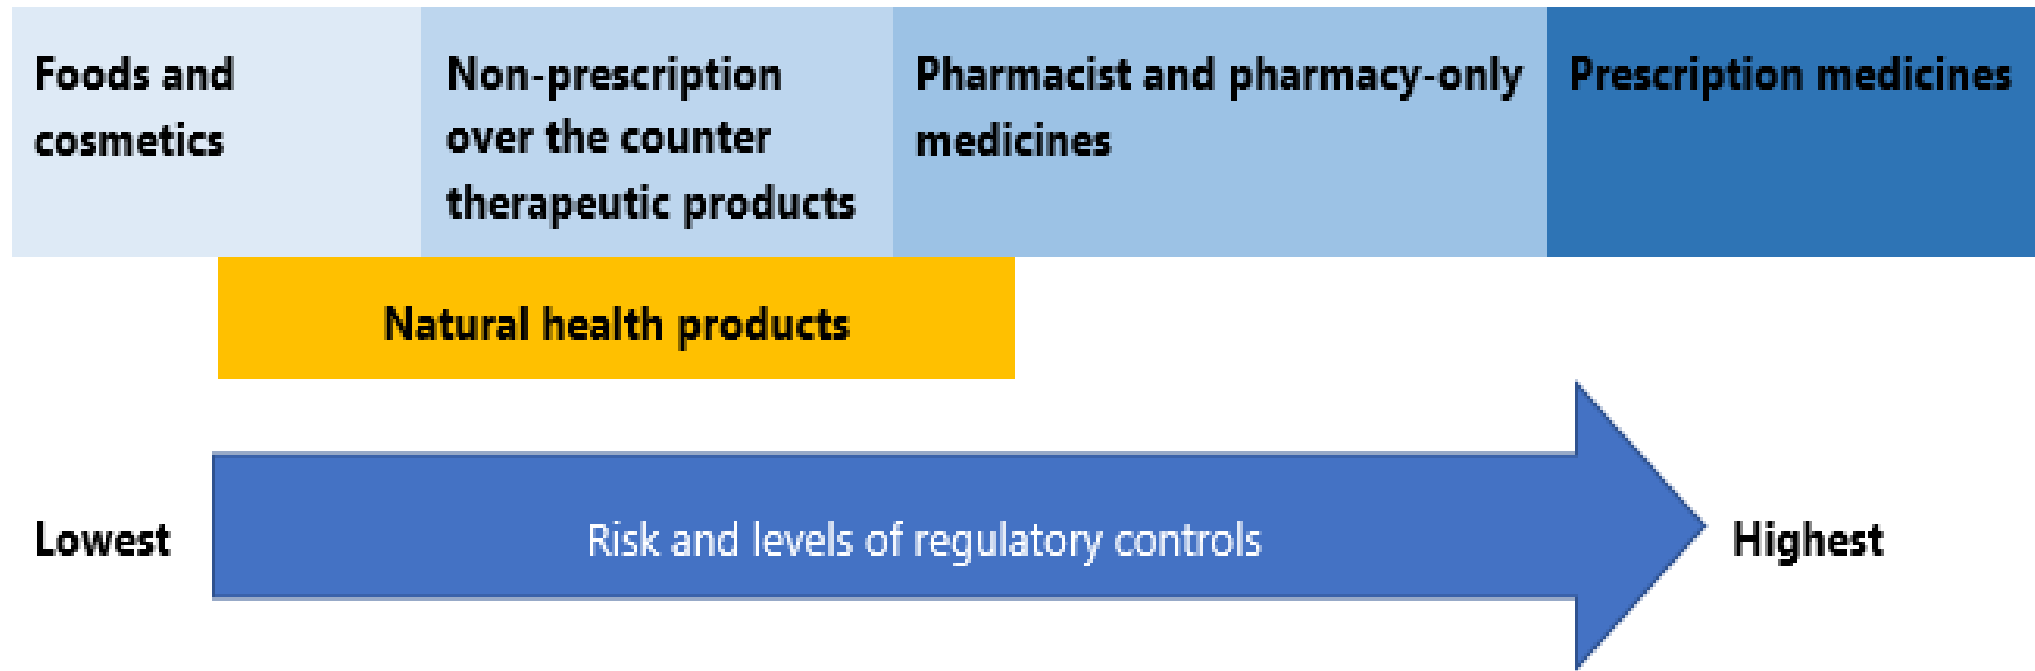 Foods and
cosmetics
Non-prescription
over the counter
therapeutic products
Pharmacist and pharmacy-only
medicines
Prescription medicines
Natural health products
Lowest
Risk and levels of regulatory controls
Highest